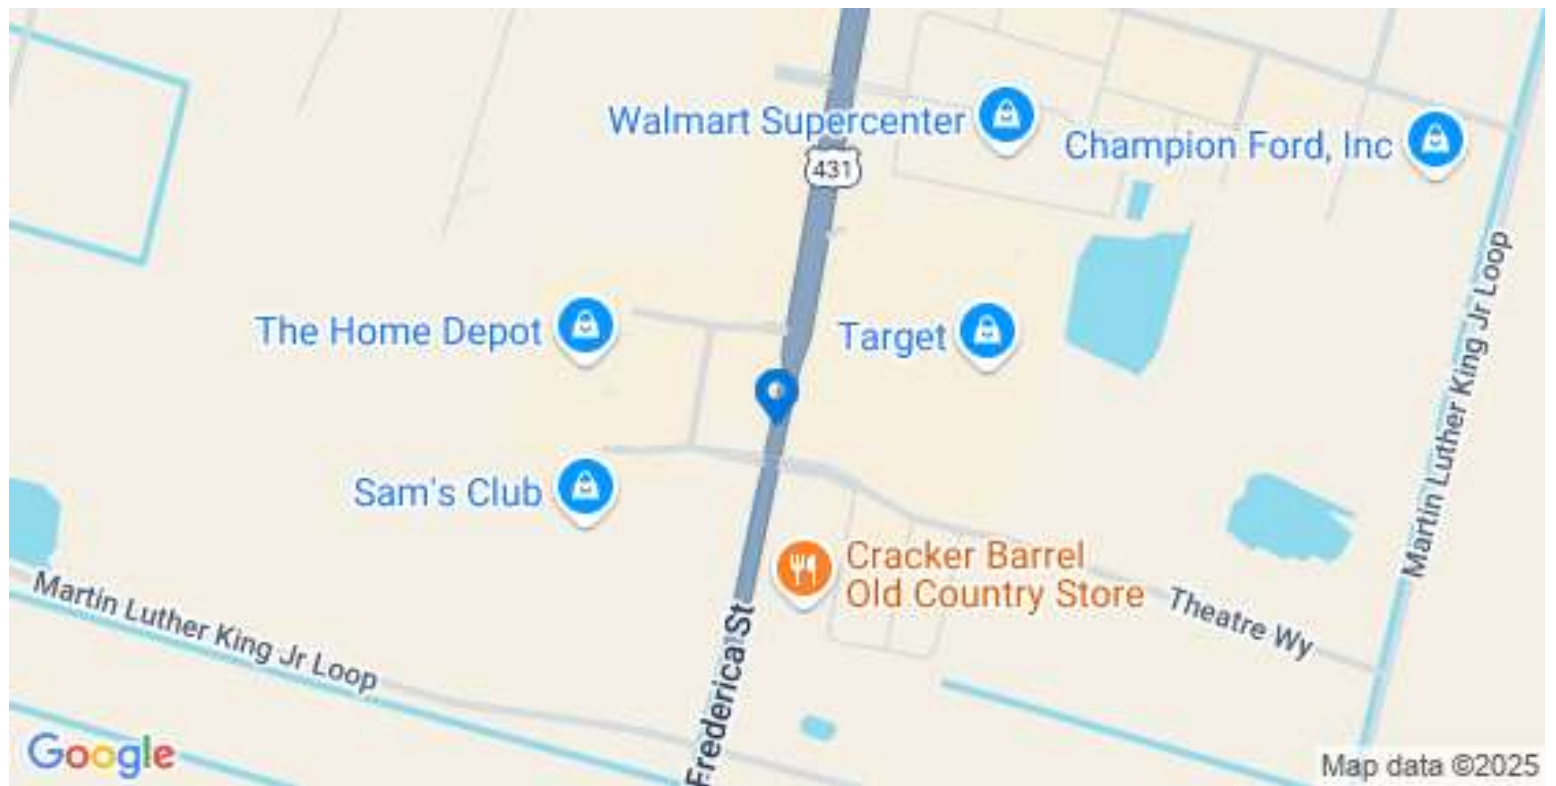 Walmart Supercenter
Champion Ford, Inc
431
The Home Depot
Target
Martin Luther King Jr Loop
Sam's Club
Cracker Barrel
Old Country Store
Theatre Wy
Martin Luther King Jr Loop
Frederica St
Google
Map data ©2025